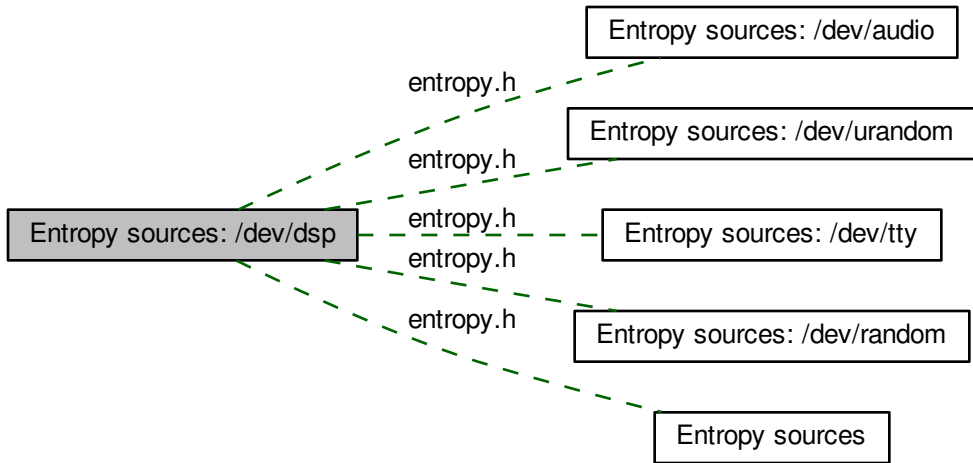 Entropy sources: /dev/audio
entropy.h
Entropy sources: /dev/urandom
entropy.h
Entropy sources: /dev/dsp
entropy.h
Entropy sources: /dev/tty
entropy.h
Entropy sources: /dev/random
entropy.h
Entropy sources